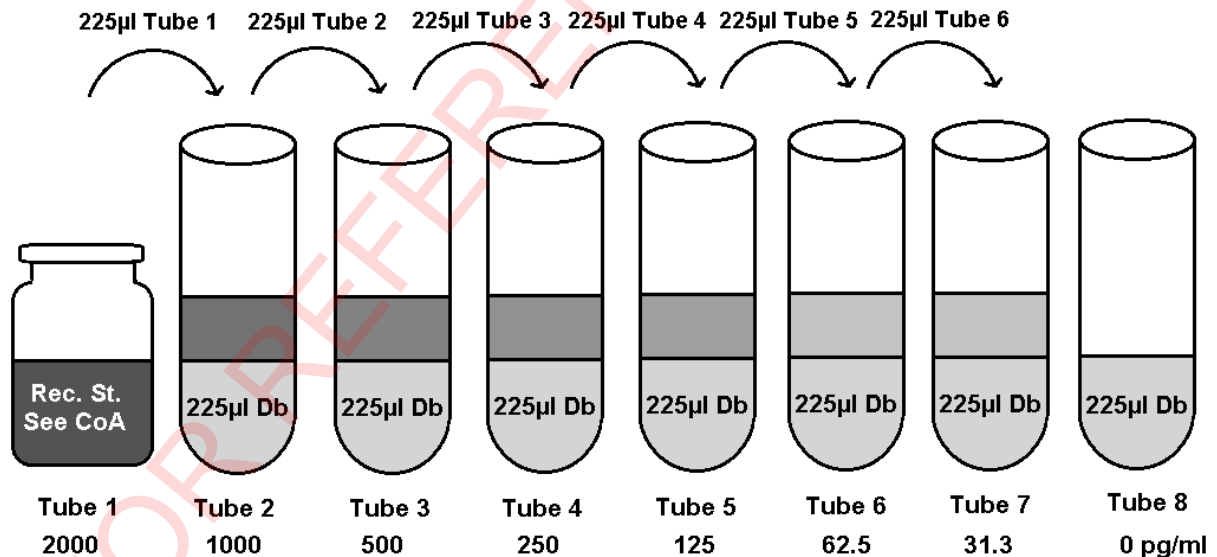 225µl Tube 1 225µl Tube 2 225µl Tube 3 225µl Tube 4 225µl Tube 5 225µl Tube 6
Rec. St.
See CoA
225µl Db 225µl Db 225µl Db 225µl Db 225µl Db 225µl Db 225µl Db
Tube 1 Tube 2 Tube 3 Tube 4 Tube 5 Tube 6 Tube 7 Tube 8
2000 1000 500 250 125 62.5 31.3 0 pg/ml
OR REFERE